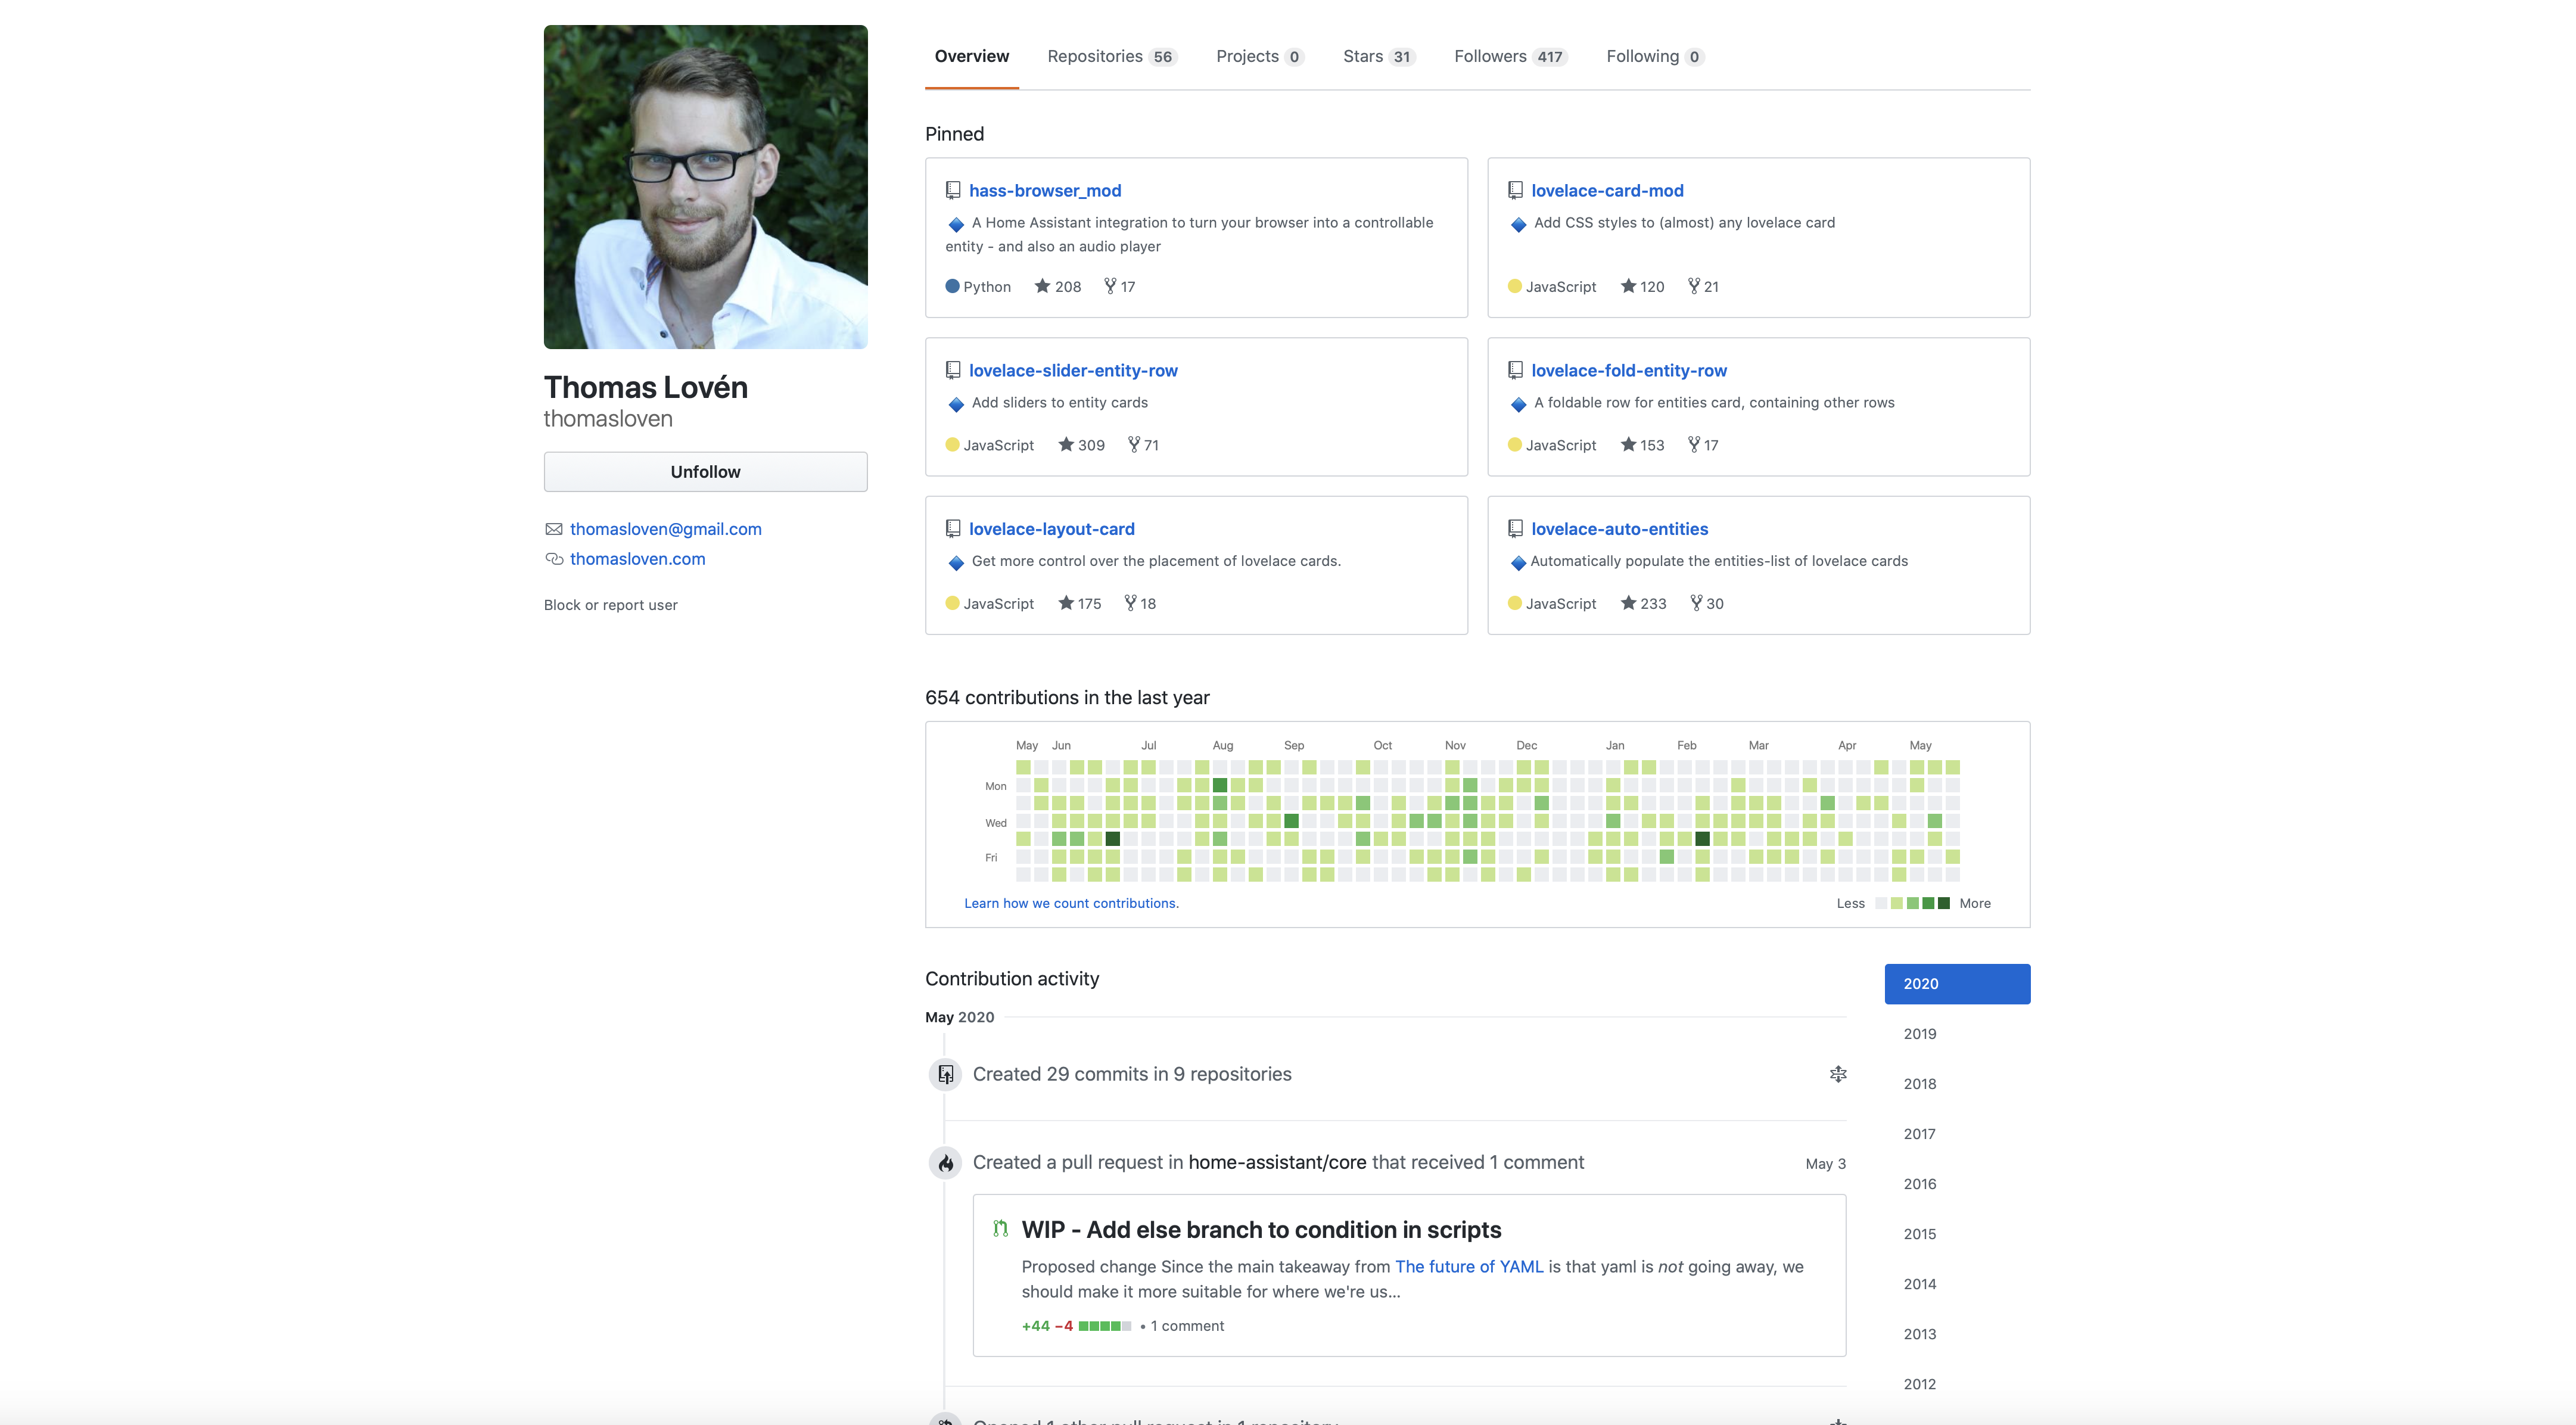 Overview Repositories 56 Projects 0 Stars 31 Followers 417 Following 0
Thomas Lovén
thomasloven
Unfollow
thomasloven@gmail.com
thomasloven.com
Block or report user
Pinned
hass-browser_mod
A Home Assistant integration to turn your browser into a controllable
entity - and also an audio player
Python 208 17
lovelace-card-mod
Add CSS styles to (almost) any lovelace card
JavaScript 120 21
lovelace-slider-entity-row
Add sliders to entity cards
JavaScript 309 71
lovelace-fold-entity-row
A foldable row for entities card, containing other rows
JavaScript 153 17
lovelace-layout-card
Get more control over the placement of lovelace cards.
JavaScript 175 18
lovelace-auto-entities
Automatically populate the entities-list of lovelace cards
JavaScript 233 30
654 contributions in the last year
May Jun Jul Aug Sep Oct Nov Dec Jan Feb Mar Apr May
Mon
Wed
Fri
Learn how we count contributions.
Less More
Contribution activity
May 2020
Created 29 commits in 9 repositories
Created a pull request in home-assistant/core that received 1 comment May 3
WIP - Add else branch to condition in scripts
Proposed change Since the main takeaway from The future of YAML is that yaml is not going away, we
should make it more suitable for where we're us...
+44 −4 • 1 comment
Opened 1 other pull request in 1 repository
2020
2019
2018
2017
2016
2015
2014
2013
2012